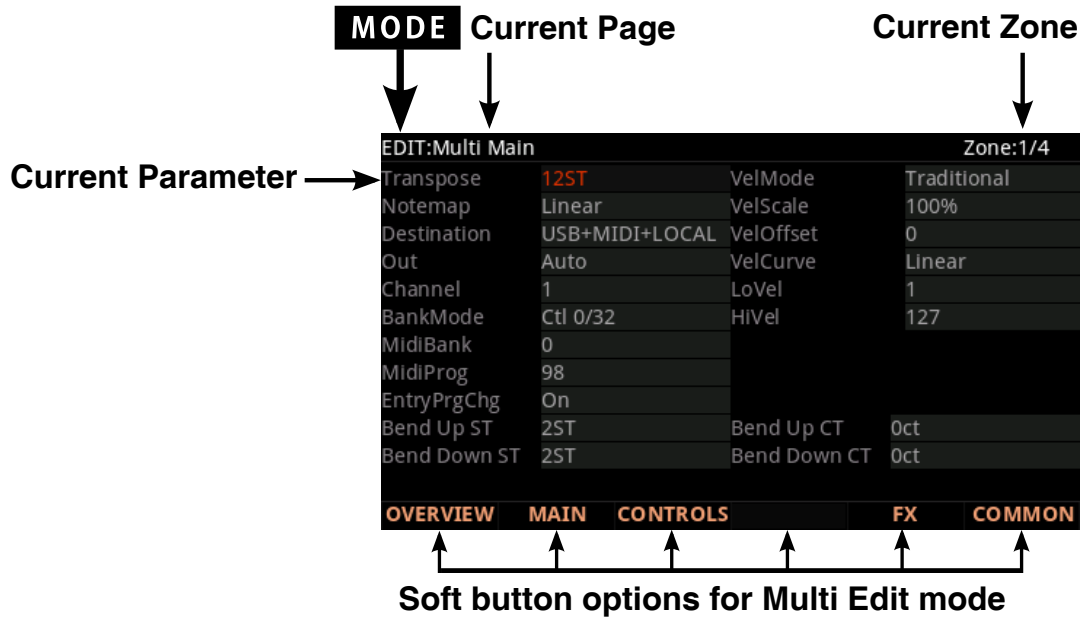 MODE Current Page Current Zone
EDIT:Multi Main Zone:1/4
Current Parameter Transpose 12ST VelMode Traditional
Notemap Linear VelScale 100%
Destination USB+MIDI+LOCAL VelOffset 0
Out Auto VelCurve Linear
Channel 1 LoVel 1
BankMode Ctl 0/32 HiVel 127
MidiBank 0
MidiProg 98
EntryPrgChg On
Bend Up ST 2ST Bend Up CT 0ct
Bend Down ST 2ST Bend Down CT 0ct
OVERVIEW MAIN CONTROLS FX COMMON
Soft button options for Multi Edit mode